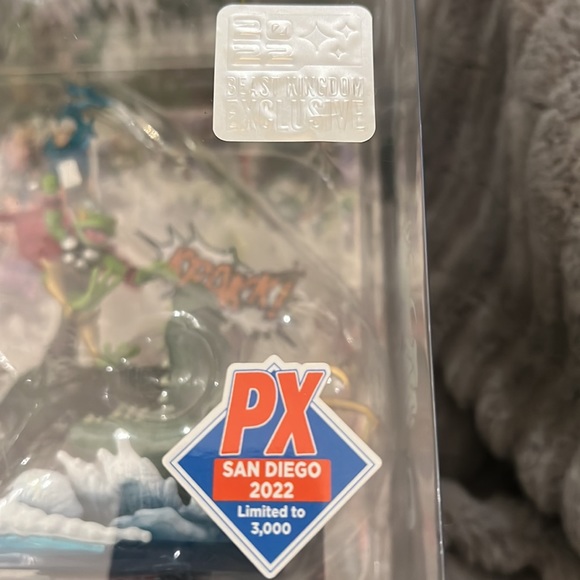 2022
BEAST KINGDOM
EXCLUSIVE
PX
SAN DIEGO
2022
Limited to
3,000